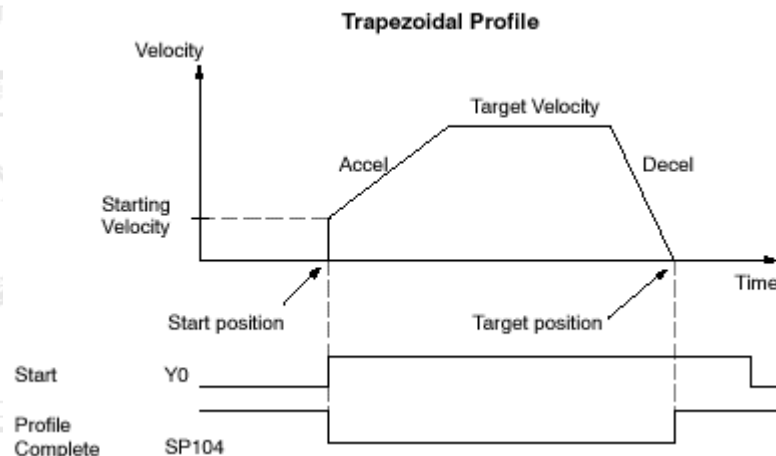 Trapezoidal Profile
Velocity
Target Velocity
Accel
Decel
Starting
Velocity
Time
Start position
Target position
Start
Y0
Profile
Complete
SP104